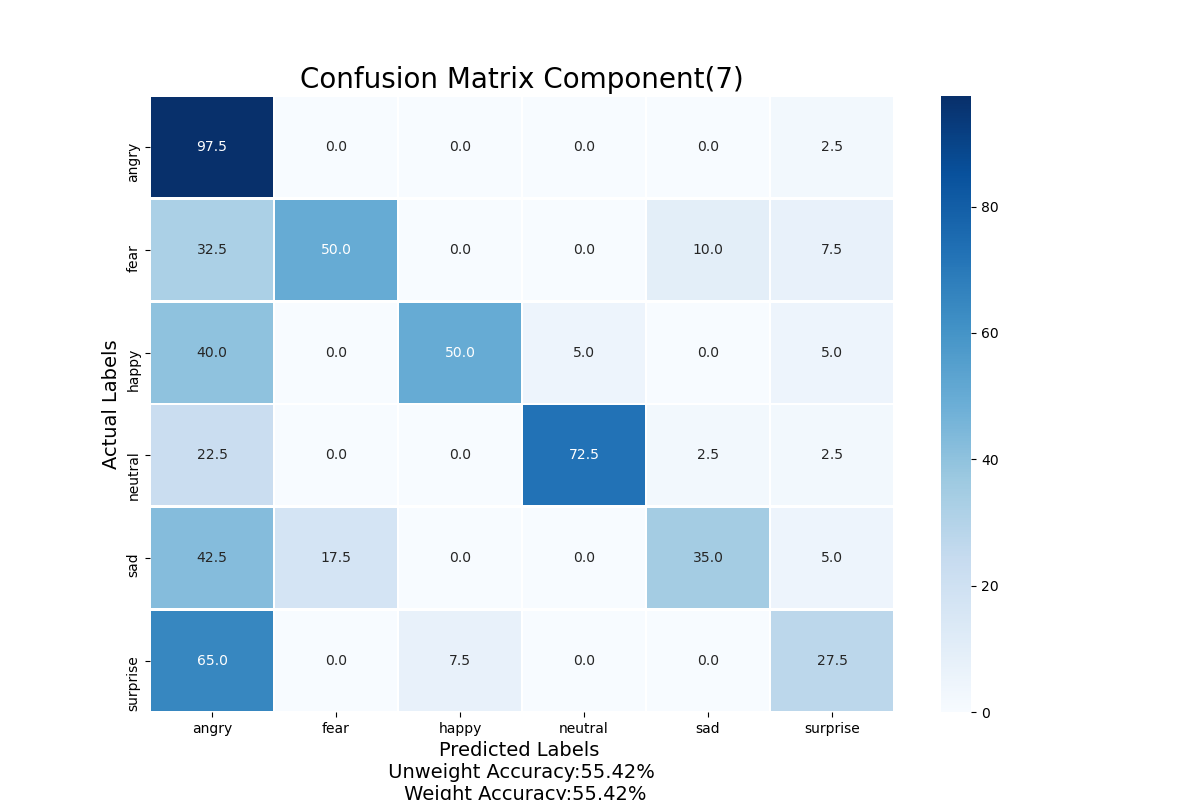 Confusion Matrix Component(7)
Actual Labels
angry 97.5 0.0 0.0 0.0 0.0 2.5
fear 32.5 50.0 0.0 0.0 10.0 7.5
happy 40.0 0.0 50.0 5.0 0.0 5.0
neutral 22.5 0.0 0.0 72.5 2.5 2.5
sad 42.5 17.5 0.0 0.0 35.0 5.0
surprise 65.0 0.0 7.5 0.0 0.0 27.5
angry fear happy neutral sad surprise
Predicted Labels
Unweight Accuracy:55.42%
Weight Accuracy:55.42%
80
60
40
20
0